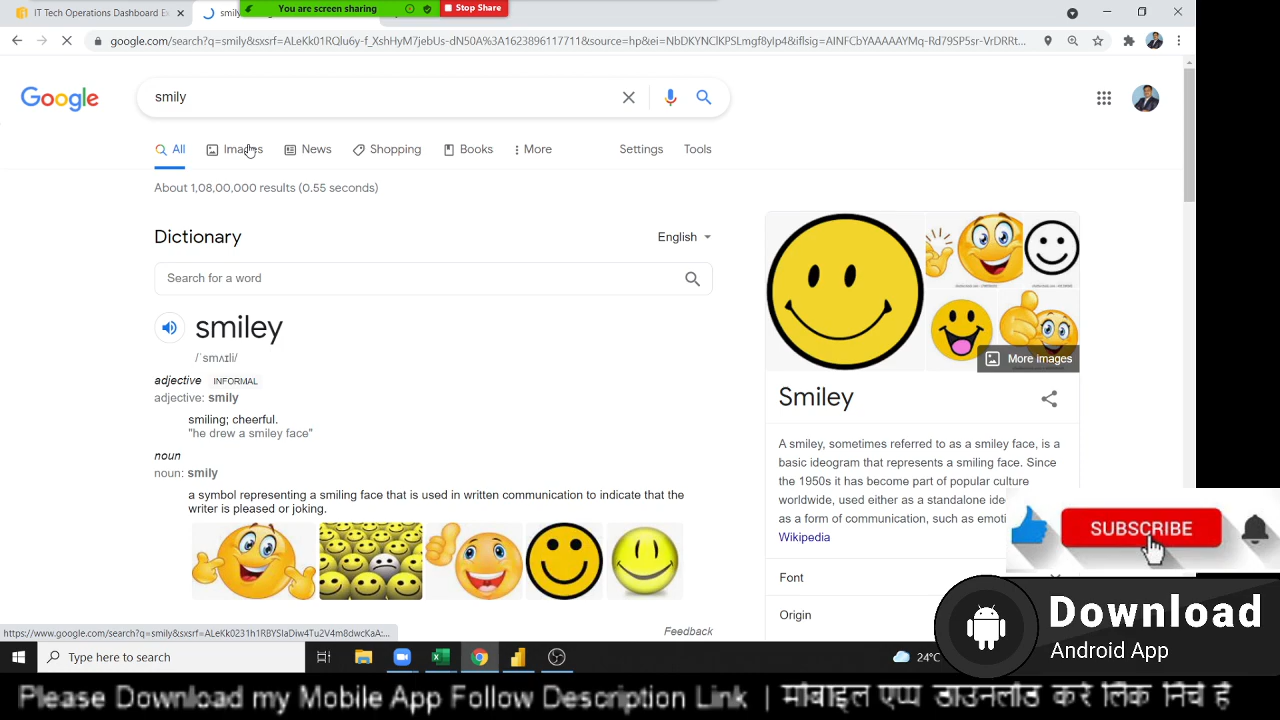 IT Tech Operations Dashboard Ex
smi
You are screen sharing
Stop Share
google.com/search?q=smily&sxsrf=ALeKk01RQlu6y-f_XshHyM7jebUs-dN50A%3A1623896117711&source=hp&ei=NbDKYNClKPSLmgf8yIp4&iflsig=AINFCbYAAAAAYMq-Rd79SP5sr-VrDRRt...
Google
smily
All
Images
News
Shopping
Books
More
Settings
Tools
About 1,08,00,000 results (0.55 seconds)
Dictionary
English
Search for a word
smiley
/ˈsmʌɪli/
adjective INFORMAL
adjective: smily
smiling; cheerful.
"he drew a smiley face"
noun
noun: smily
a symbol representing a smiling face that is used in written communication to indicate that the
writer is pleased or joking.
Feedback
More images
Smiley
A smiley, sometimes referred to as a smiley face, is a
basic ideogram that represents a smiling face. Since
the 1950s it has become part of popular culture
worldwide, used either as a standalone ide
as a form of communication, such as emoti
Wikipedia
Font
Origin
SUBSCRIBE
Download
Android App
https://www.google.com/search?q=smily&sxsrf=ALeKk0231h1RBYSIaDiw4Tu2V4m8dwcKaA:...
Type here to search
24°C
Please Download my Mobile App Follow Description Link | मोबाइल एप्प डाउनलोड करे लिंक निचे है